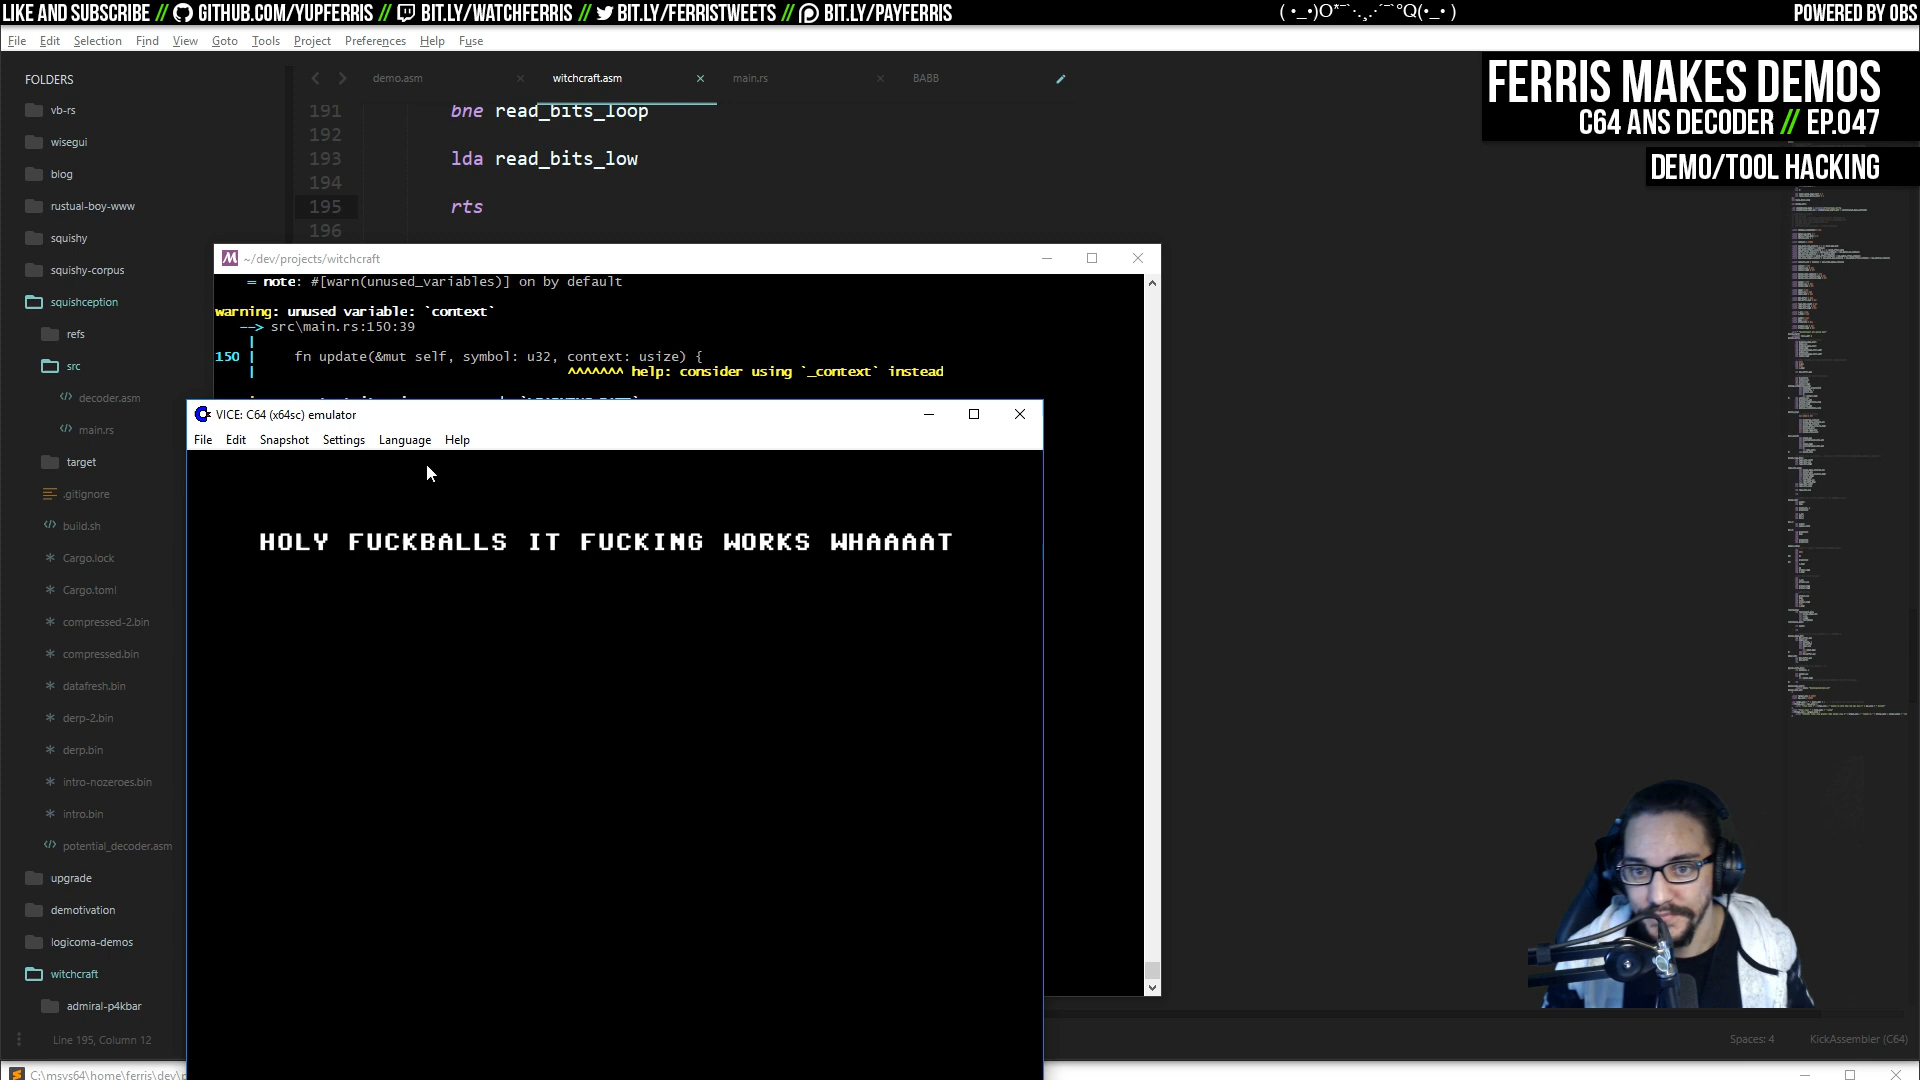 LIKE AND SUBSCRIBE // GITHUB.COM/YUPFERRIS // BIT.LY/WATCHFERRIS // BIT.LY/FERRISTWEETS // BIT.LY/PAYFERRIS
POWERED BY OBS
File Edit Selection Find View Goto Tools Project Preferences Help Fuse
FERRIS MAKES DEMOS
C64 ANS DECODER // EP.047
DEMO/TOOL HACKING
FOLDERS
vb-rs
wisegui
blog
rustual-boy-www
squishy
squishy-corpus
squishception
refs
src
decoder.asm
main.rs
target
.gitignore
build.sh
Cargo.lock
Cargo.toml
compressed-2.bin
compressed.bin
datafresh.bin
derp-2.bin
derp.bin
intro-nozeroes.bin
intro.bin
potential_decoder.asm
upgrade
demotivation
logicoma-demos
witchcraft
admiral-p4kbar
demo.asm witchcraft.asm main.rs BABB
191 bne read_bits_loop
192
193 lda read_bits_low
194
195 rts
196
~/dev/projects/witchcraft
= note: #[warn(unused_variables)] on by default
warning: unused variable: `context`
--> src\main.rs:150:39
|
150 | fn update(&mut self, symbol: u32, context: usize) {
| ^^^^^^^ help: consider using `_context` instead
VICE: C64 (x64sc) emulator
File Edit Snapshot Settings Language Help
HOLY FUCKBALLS IT FUCKING WORKS WHAAAAT
Line 195, Column 12
Spaces: 4
KickAssembler (C64)
C:\msys64\home\ferris\dev\p